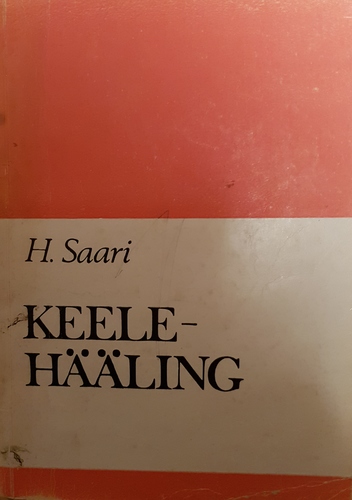 H. Saari
KEELE-
HÄÄLING